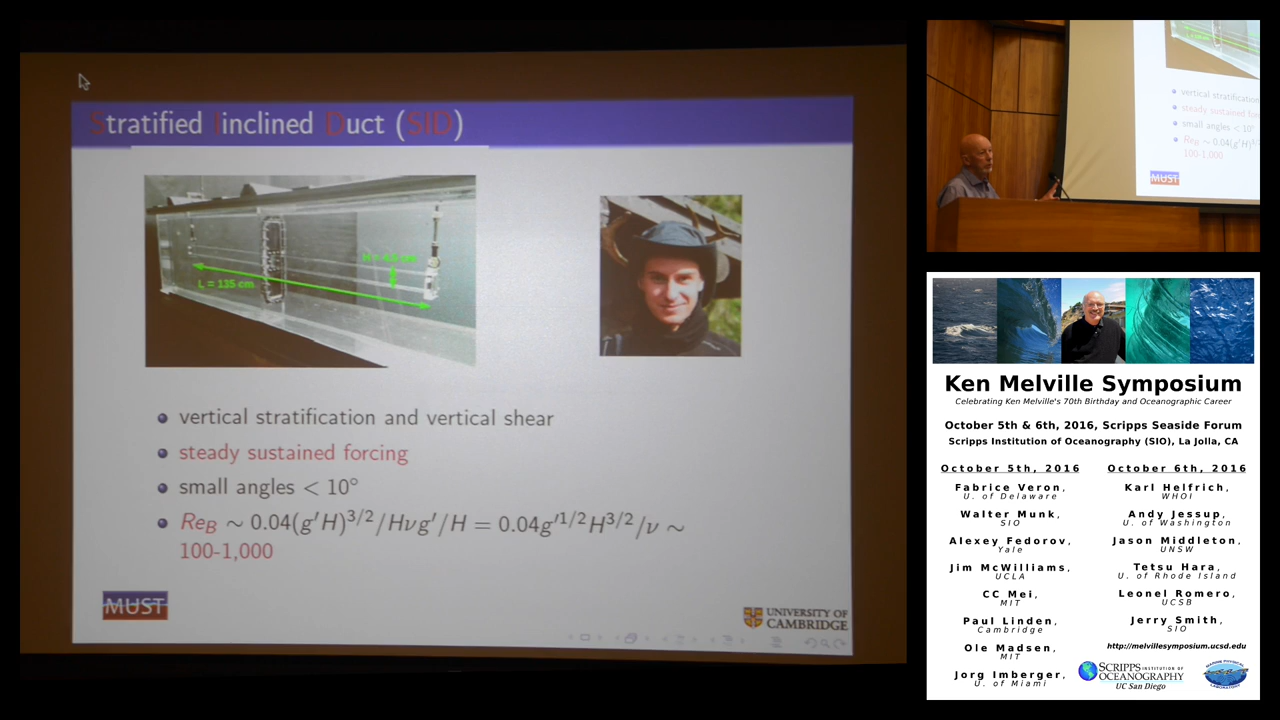 Stratified Iinclined Duct (SID)
L = 135 cm
vertical stratification and vertical shear
steady sustained forcing
small angles < 10°
Re_B ∼ 0.04(g′H)^{3/2}/Hνg′/H = 0.04g′^{1/2}H^{3/2}/ν ∼
100-1,000
MUST
UNIVERSITY OF
CAMBRIDGE
vertical stratification
steady sustained for
small angles < 10°
100-1,000
MUST
Ken Melville Symposium
Celebrating Ken Melville's 70th Birthday and Oceanographic Career
October 5th & 6th, 2016, Scripps Seaside Forum
Scripps Institution of Oceanography (SIO), La Jolla, CA
October 5th, 2016
Fabrice Veron,
U. of Delaware
Walter Munk,
SIO
Alexey Fedorov,
Yale
Jim McWilliams,
UCLA
CC Mei,
MIT
Paul Linden,
Cambridge
Ole Madsen,
MIT
Jorg Imberger,
U. of Miami
October 6th, 2016
Karl Helfrich,
WHOI
Andy Jessup,
U. of Washington
Jason Middleton,
UNSW
Tetsu Hara,
U. of Rhode Island
Leonel Romero,
UCSB
Jerry Smith,
SIO
http://melvillesymposium.ucsd.edu
SCRIPPS INSTITUTION OF
OCEANOGRAPHY
UC San Diego